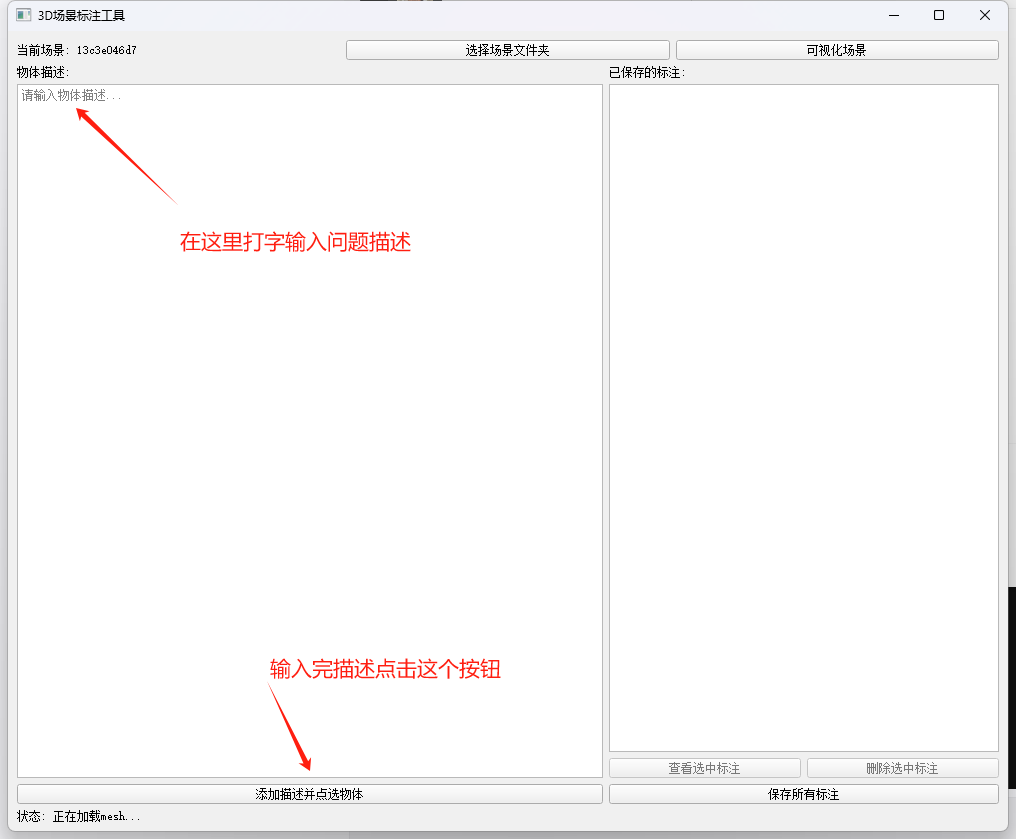 3D场景标注工具
当前场景: 13c3e046d7
选择场景文件夹
可视化场景
物体描述:
已保存的标注:
请输入物体描述...
在这里打字输入问题描述
输入完描述点击这个按钮
查看选中标注
删除选中标注
添加描述并点选物体
保存所有标注
状态: 正在加载mesh...